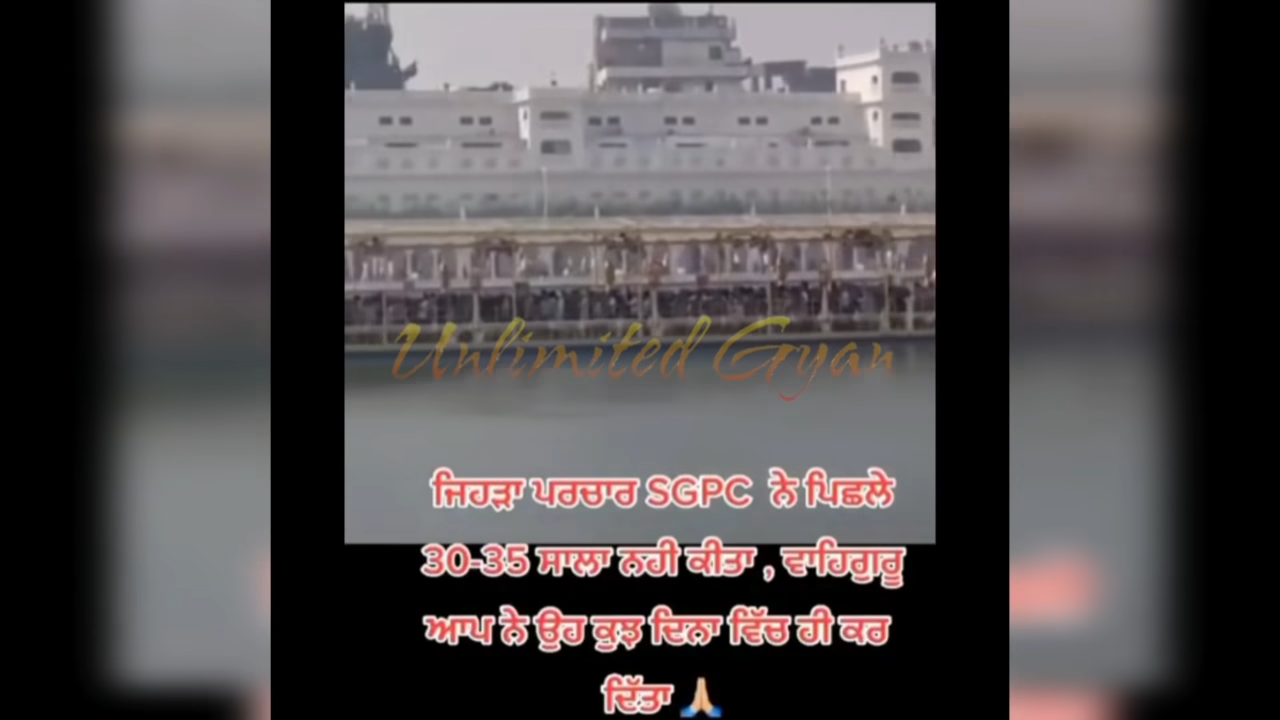 Unlimited Gyan
ਜਿਹੜਾ ਪਰਚਾਰ SGPC ਨੇ ਪਿਛਲੇ
30-35 ਸਾਲਾ ਨਹੀ ਕੀਤਾ , ਵਾਹਿਗੁਰੂ
ਆਪ ਨੇ ਉਹ ਕੁਝ ਦਿਨਾ ਵਿੱਚ ਹੀ ਕਰ
ਦਿੱਤਾ 🙏🏻